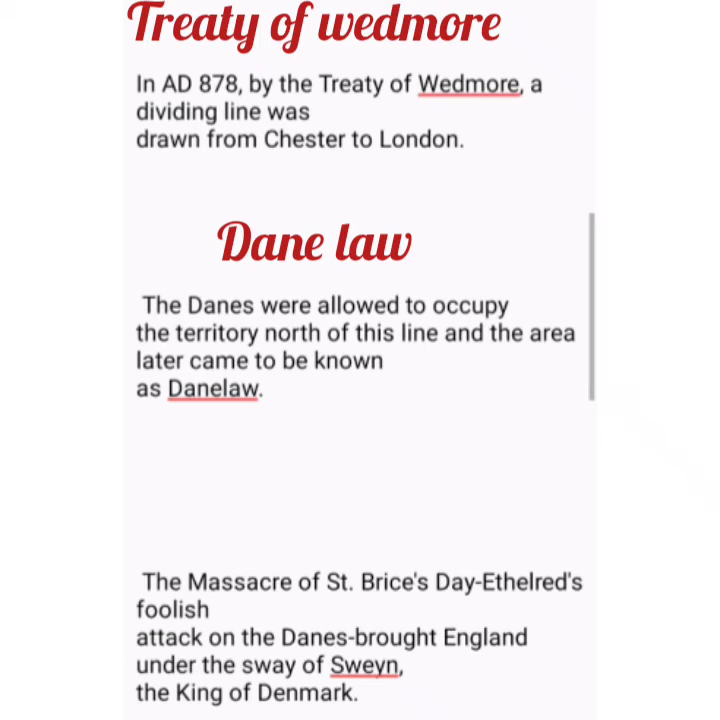 Treaty of wedmore
In AD 878, by the Treaty of Wedmore, a
dividing line was
drawn from Chester to London.
Dane law
The Danes were allowed to occupy
the territory north of this line and the area
later came to be known
as Danelaw.
The Massacre of St. Brice's Day-Ethelred's
foolish
attack on the Danes-brought England
under the sway of Sweyn,
the King of Denmark.